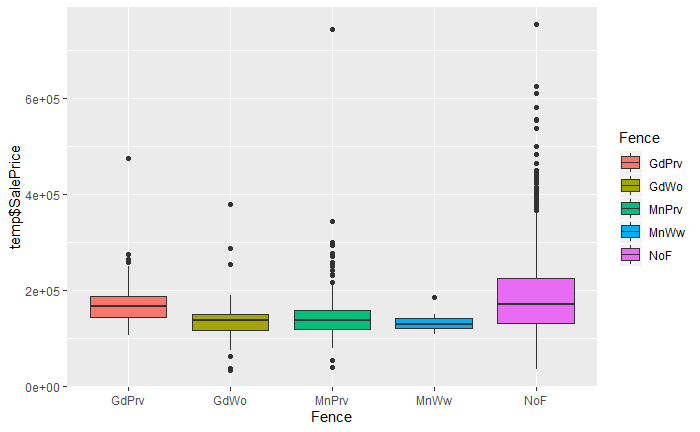 temp$SalePrice
6e+05
4e+05
2e+05
0e+00
GdPrv GdWo MnPrv MnWw NoF
Fence
Fence
GdPrv
GdWo
MnPrv
MnWw
NoF